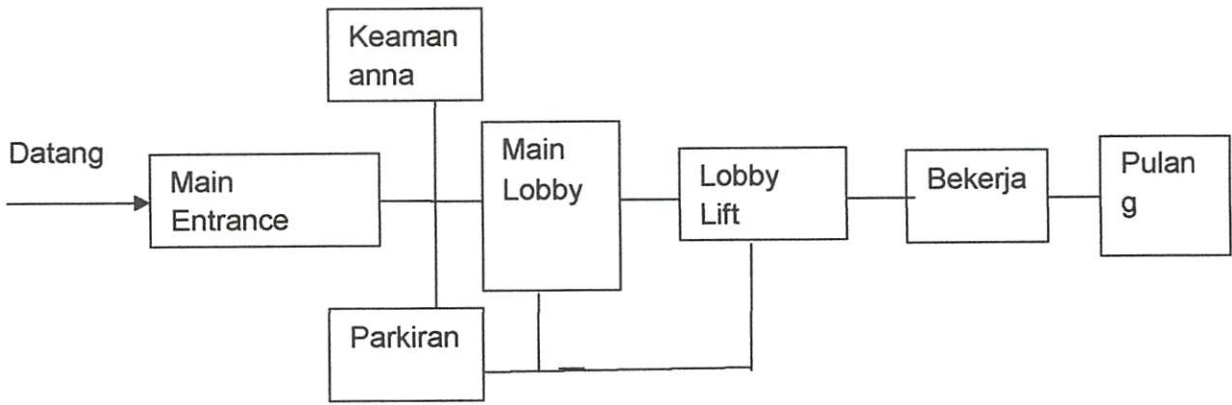 Keaman
anna
Datang
Main
Entrance
Main
Lobby
Lobby
Lift
Bekerja
Pulan
g
Parkiran